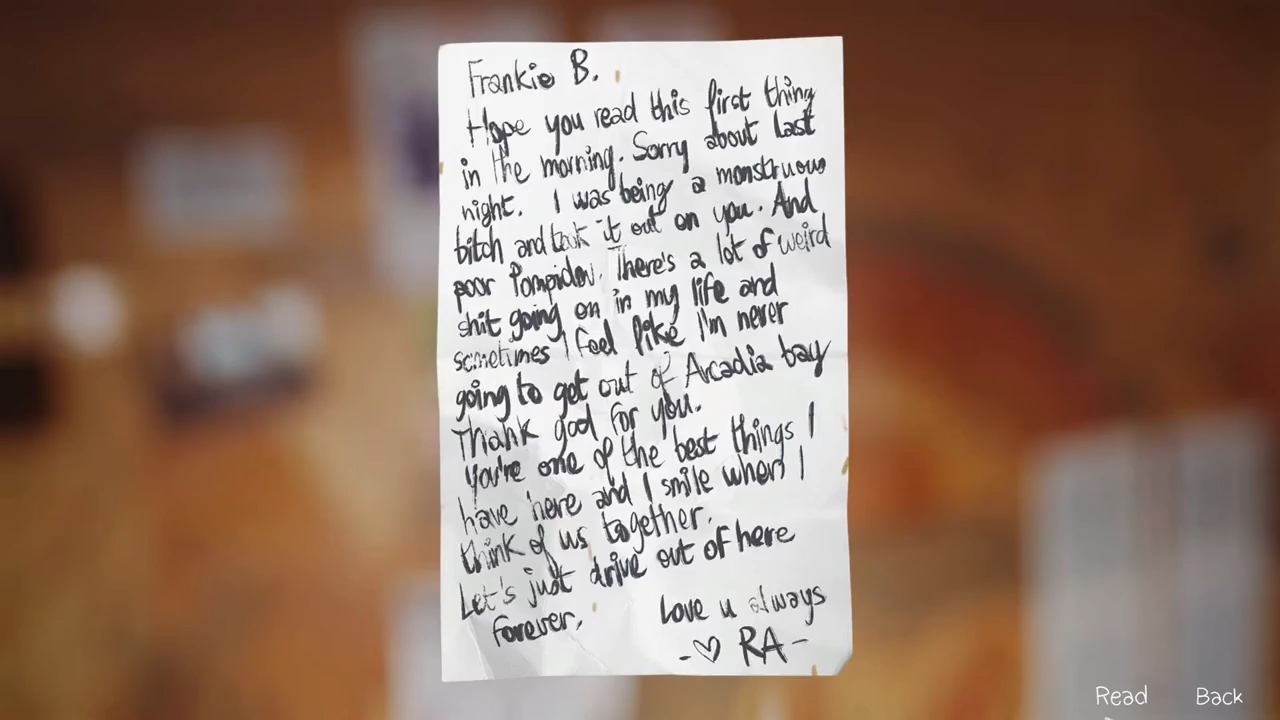 Frankie B.
Hope you read this first thing
in the morning. Sorry about last
night. I was being a monstruous
bitch and took it out on you. And
poor Pompidou. There's a lot of weird
shit going on in my life and
sometimes I feel like I'm never
going to get out of Arcadia bay
Thank god for you.
You're one of the best things I
have here and I smile when I
think of us together.
Let's just drive out of here
forever.
Love u always
-♡ RA-
Read Back